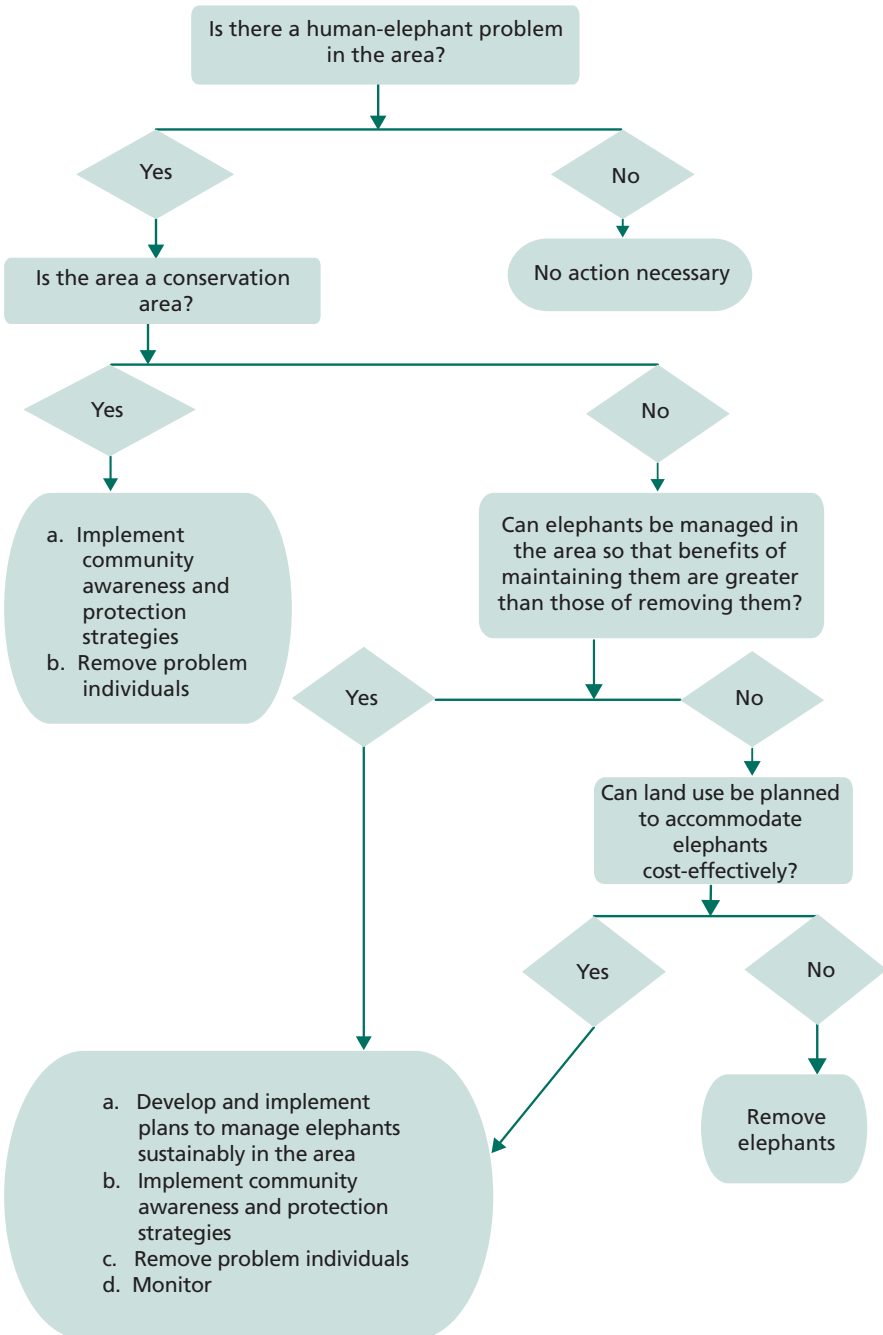 Is there a human-elephant problem
in the area?
Yes
No
Is the area a conservation
area?
No action necessary
Yes
No
a. Implement
community
awareness and
protection
strategies
b. Remove problem
individuals
Can elephants be managed in
the area so that benefits of
maintaining them are greater
than those of removing them?
Yes
No
Can land use be planned
to accommodate
elephants
cost-effectively?
Yes
No
a. Develop and implement
plans to manage elephants
sustainably in the area
b. Implement community
awareness and protection
strategies
c. Remove problem individuals
d. Monitor
Remove
elephants